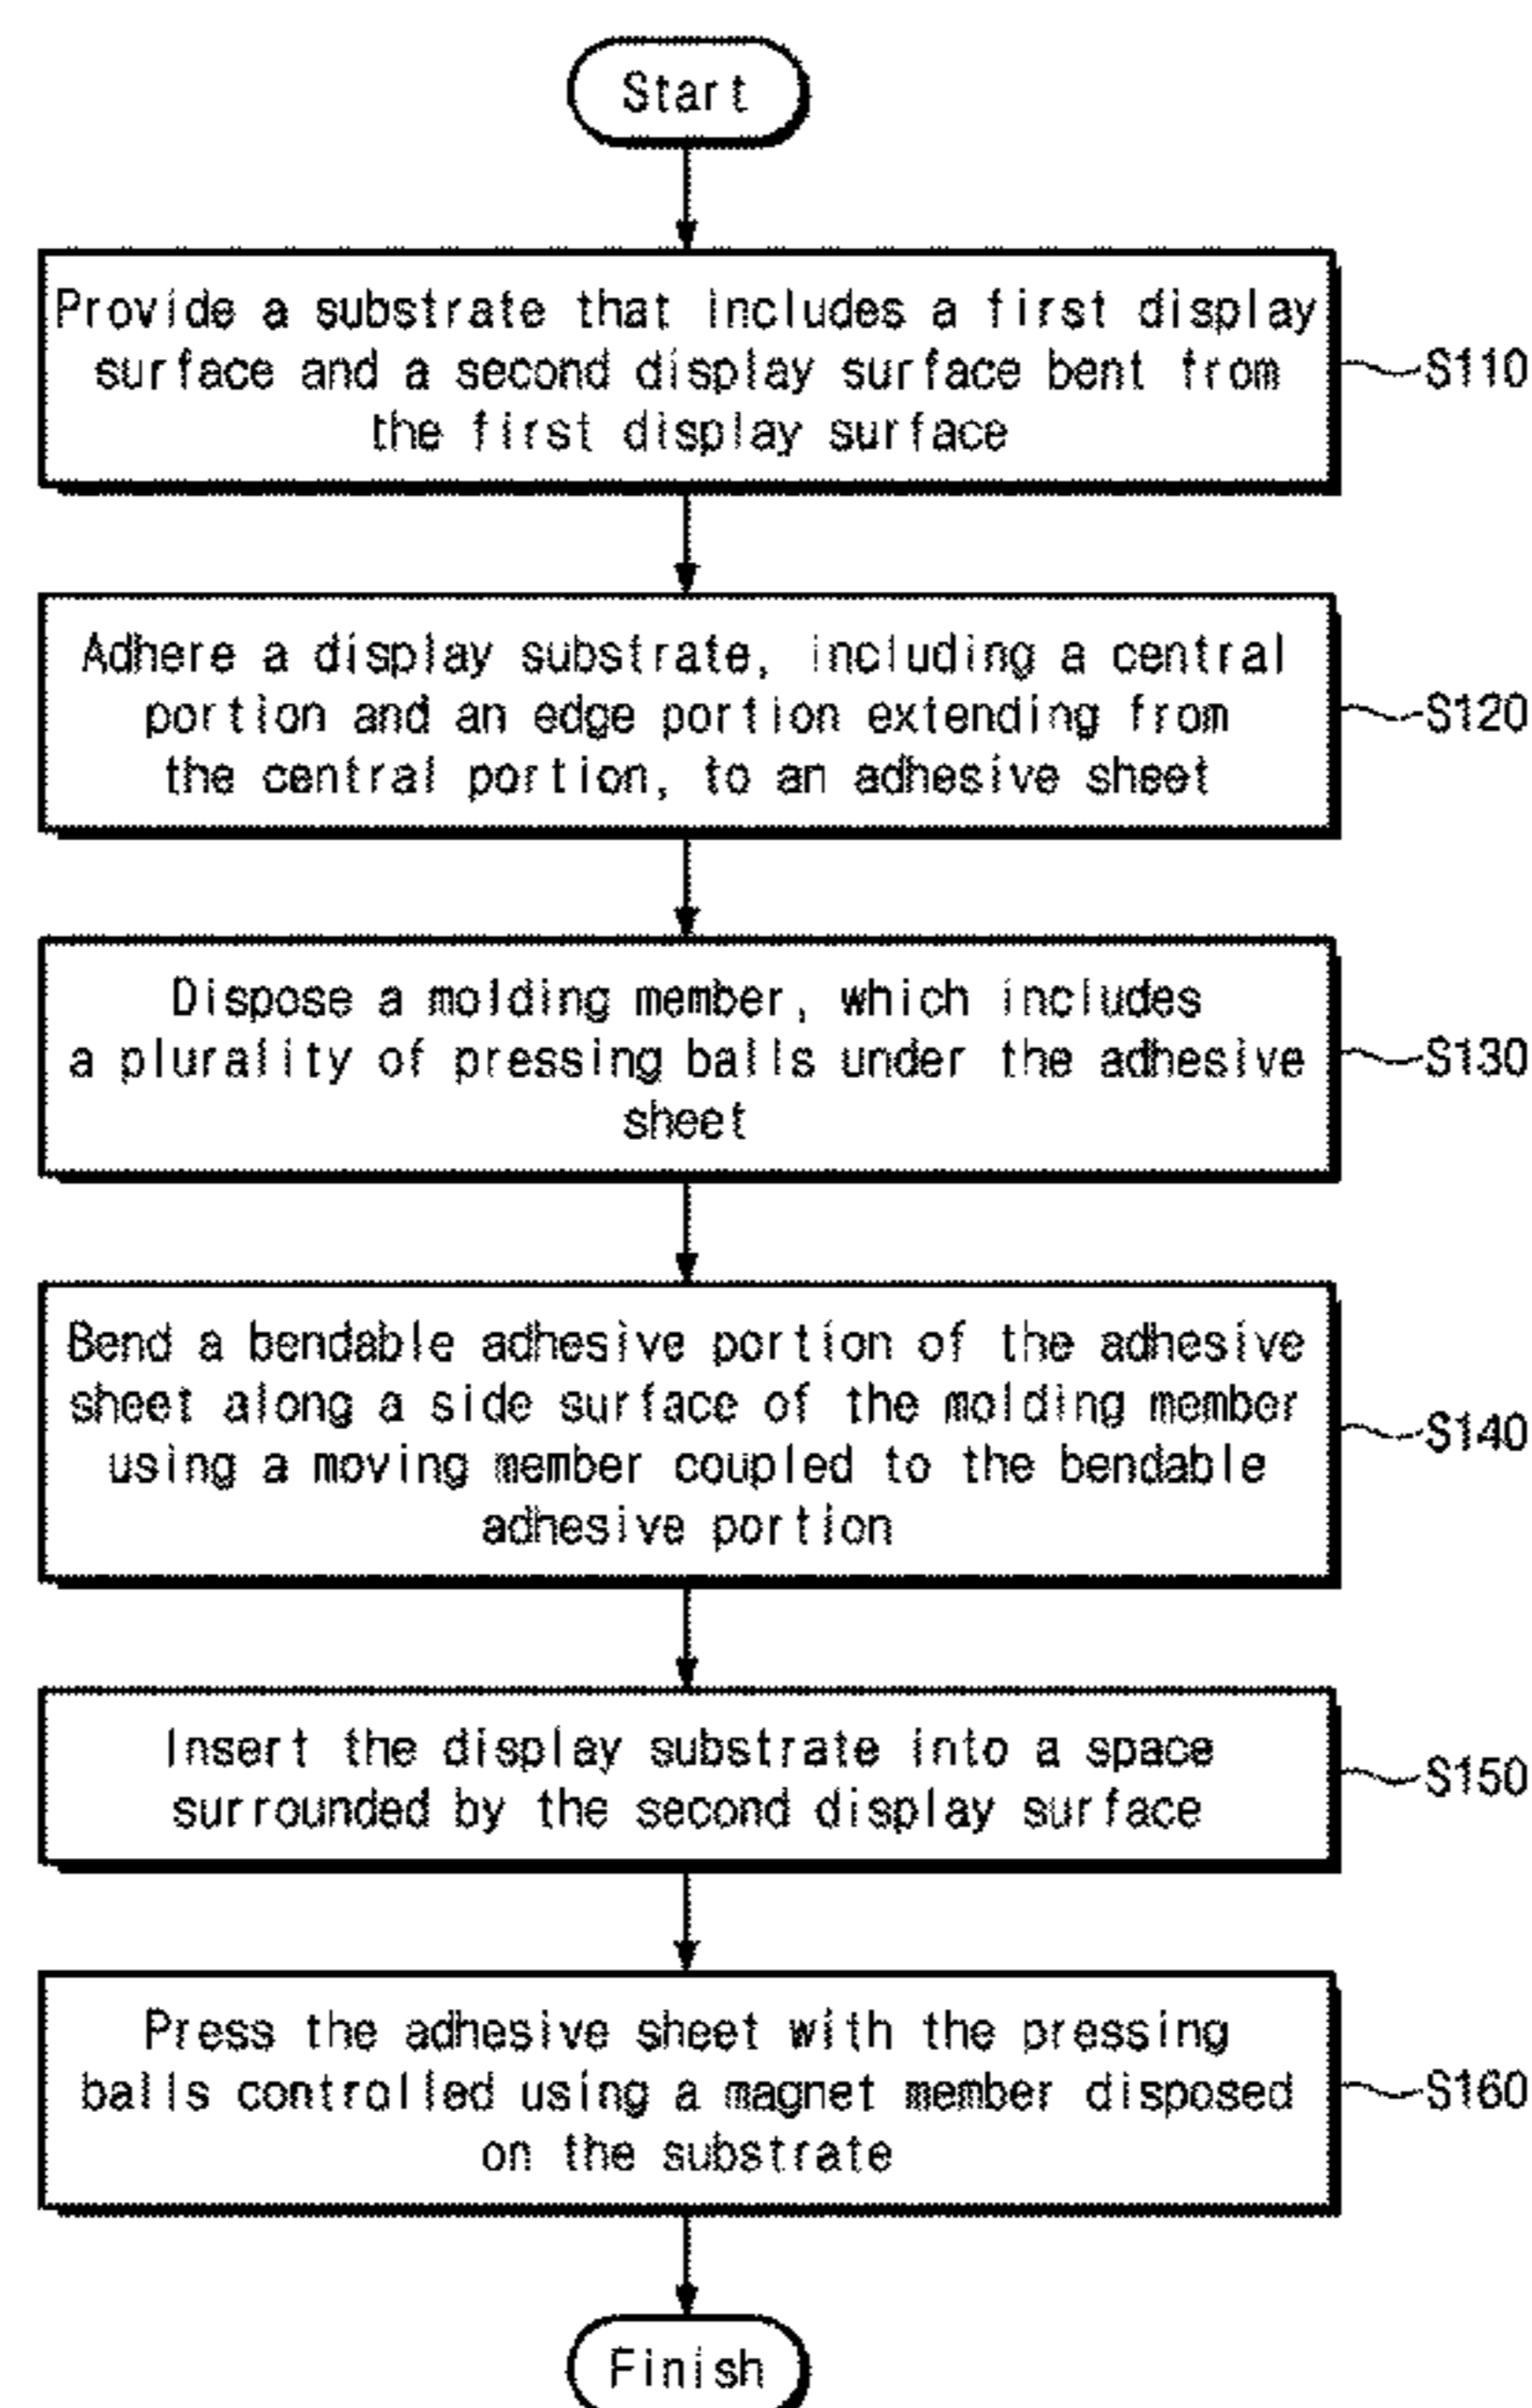 Start
Provide a substrate that includes a first display
surface and a second display surface bent from
the first display surface
S110
Adhere a display substrate, including a central
portion and an edge portion extending from
the central portion, to an adhesive sheet
S120
Dispose a molding member, which includes
a plurality of pressing balls under the adhesive
sheet
S130
Bend a bendable adhesive portion of the adhesive
sheet along a side surface of the molding member
using a moving member coupled to the bendable
adhesive portion
S140
Insert the display substrate into a space
surrounded by the second display surface
S150
Press the adhesive sheet with the pressing
balls controlled using a magnet member disposed
on the substrate
S160
Finish